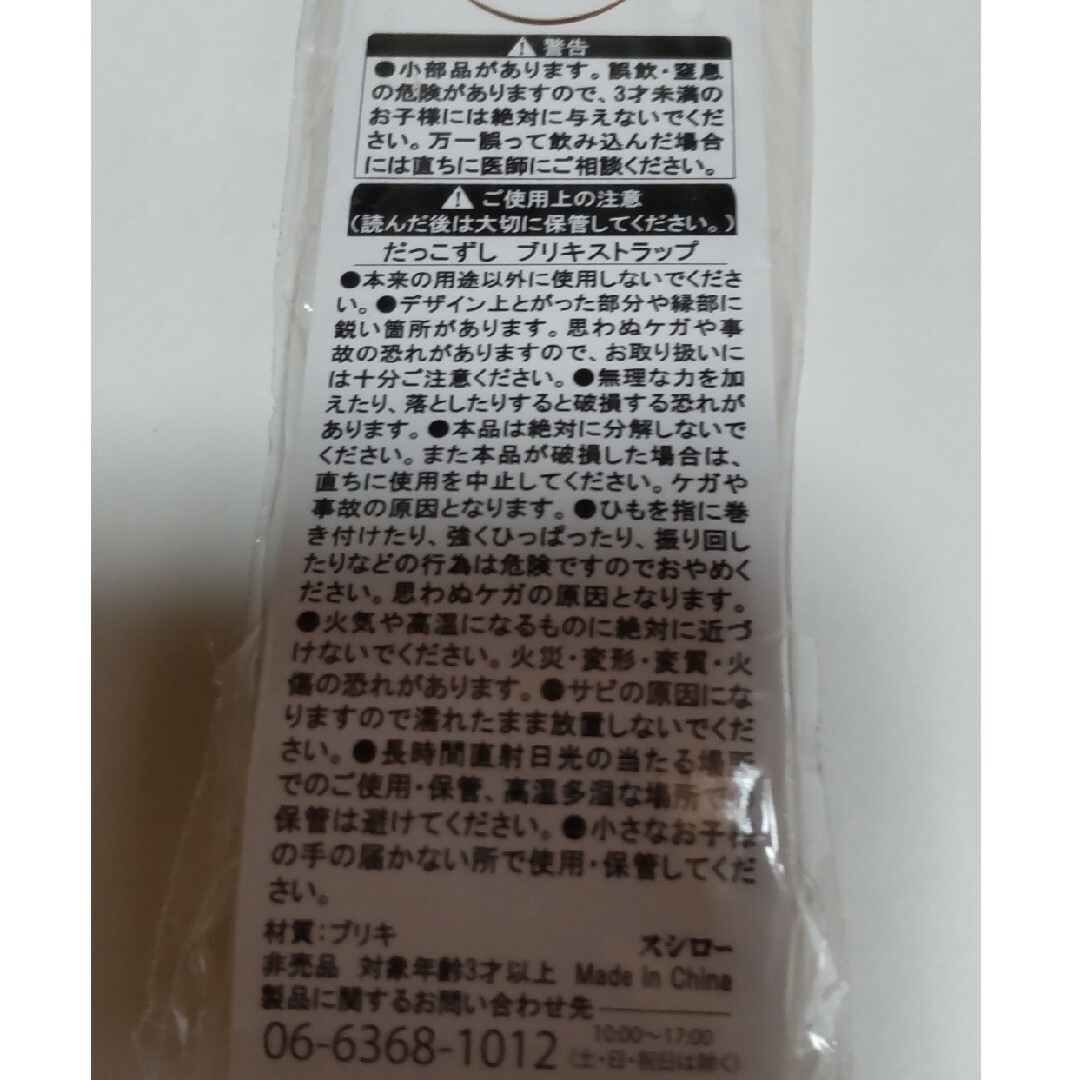 警告
●小部品があります。誤飲・窒息
の危険がありますので、3才未満の
お子様には絶対に与えないでくだ
さい。万一誤って飲み込んだ場合
には直ちに医師にご相談ください。
ご使用上の注意
(読んだ後は大切に保管してください。)
だっこずし ブリキストラップ
●本来の用途以外に使用しないでくださ
い。●デザイン上とがった部分や縁部に
鋭い箇所があります。思わぬケガや事
故の恐れがありますので、お取り扱いに
は十分ご注意ください。●無理な力を加
えたり、落としたりすると破損する恐れが
あります。●本品は絶対に分解しないで
ください。また本品が破損した場合は、
直ちに使用を中止してください。ケガや
事故の原因となります。●ひもを指に巻
き付けたり、強くひっぱったり、振り回し
たりなどの行為は危険ですのでおやめく
ださい。思わぬケガの原因となります。
●火気や高温になるものに絶対に近づ
けないでください。火災・変形・変質・火
傷の恐れがあります。●サビの原因にな
りますので濡れたまま放置しないでくだ
さい。●長時間直射日光の当たる場所
でのご使用・保管、高温多湿な場所での
保管は避けてください。●小さなお子様
の手の届かない所で使用・保管してくだ
さい。
材質:ブリキ スシロー
非売品 対象年齢3才以上 Made in China
製品に関するお問い合わせ先
06-6368-1012 10:00~17:00
(土・日・祝日は除く)